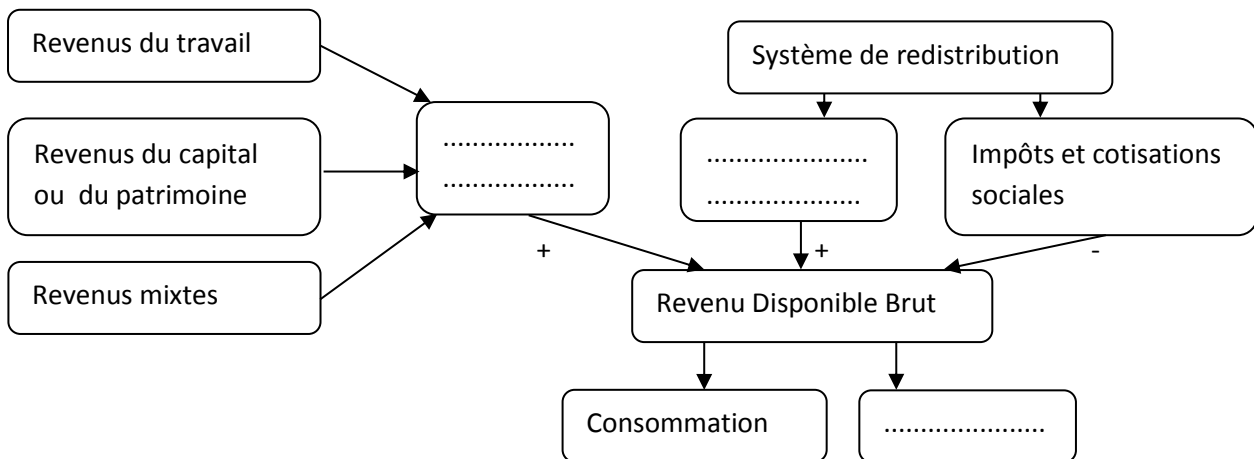 Revenus du travail
Système de redistribution
Revenus du capital
ou du patrimoine
..................
..................
......................
.....................
Impôts et cotisations
sociales
Revenus mixtes
+
+
-
Revenu Disponible Brut
Consommation
......................